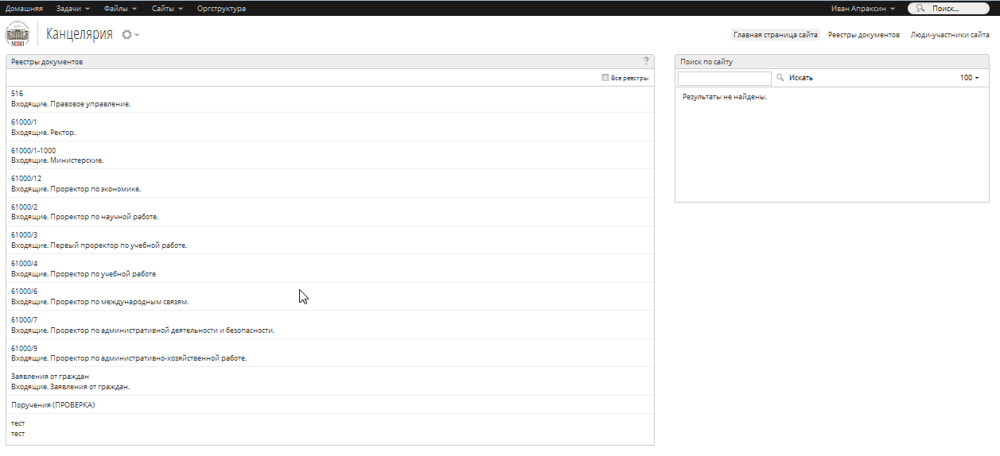 Домашняя Задачи Файлы Сайты Оргструктура Иван Апраксин Поиск...
МЭИ
Канцелярия
Главная страница сайта Реестры документов Люди-участники сайта
Реестры документов ?
Все реестры
516
Входящие. Правовое управление.
61000/1
Входящие. Ректор.
61000/1-1000
Входящие. Министерские.
61000/12
Входящие. Проректор по экономике.
61000/2
Входящие. Проректор по научной работе.
61000/3
Входящие. Первый проректор по учебной работе.
61000/4
Входящие. Проректор по учебной работе
61000/6
Входящие. Проректор по международным связям.
61000/7
Входящие. Проректор по административной деятельности и безопасности.
61000/9
Входящие. Проректор по административно-хозяйственной работе.
Заявления от граждан
Входящие. Заявления от граждан.
Поручения (ПРОВЕРКА)
тест
тест
Поиск по сайту
Искать 100
Результаты не найдены.